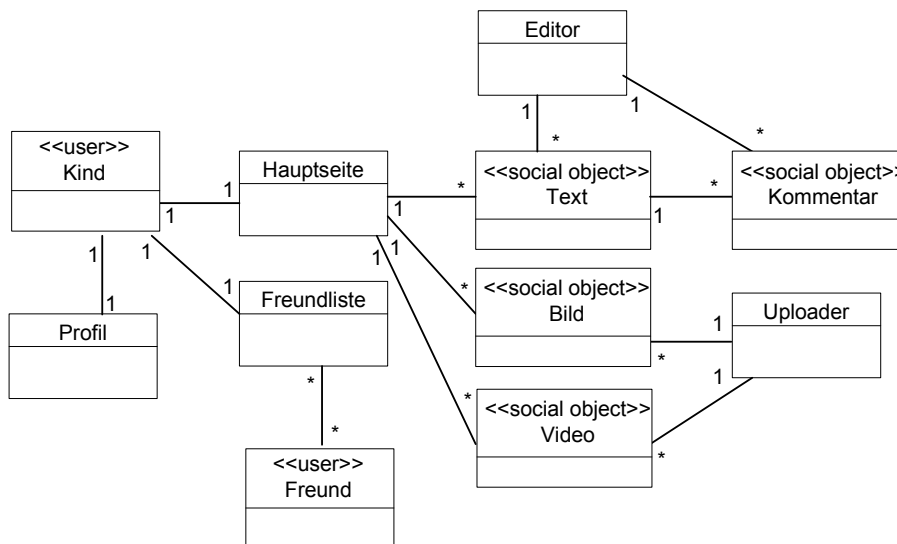 Editor
1
1
*
*
<<user>>
Kind
Hauptseite
<<social object>>
Text
<<social object>>
Kommentar
1
1
*
1
1
*
1
1
1
1
1
*
<<social object>>
Bild
Freundliste
1
1
Uploader
Profil
1
*
1
*
*
<<social object>>
Video
*
*
<<user>>
Freund